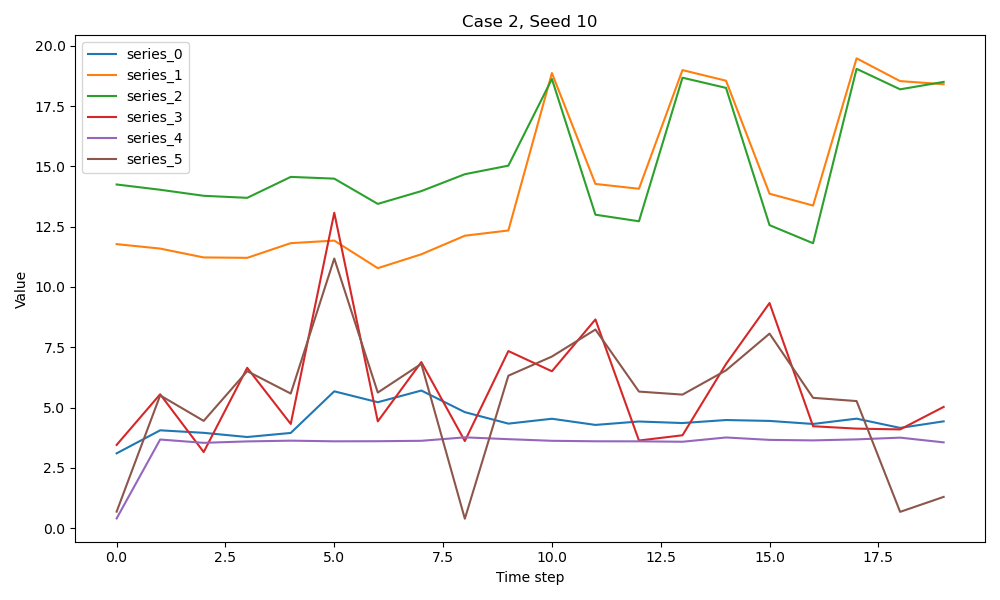 Case 2, Seed 10
series_0
series_1
series_2
series_3
series_4
series_5
Value
20.0
17.5
15.0
12.5
10.0
7.5
5.0
2.5
0.0
0.0 2.5 5.0 7.5 10.0 12.5 15.0 17.5
Time step